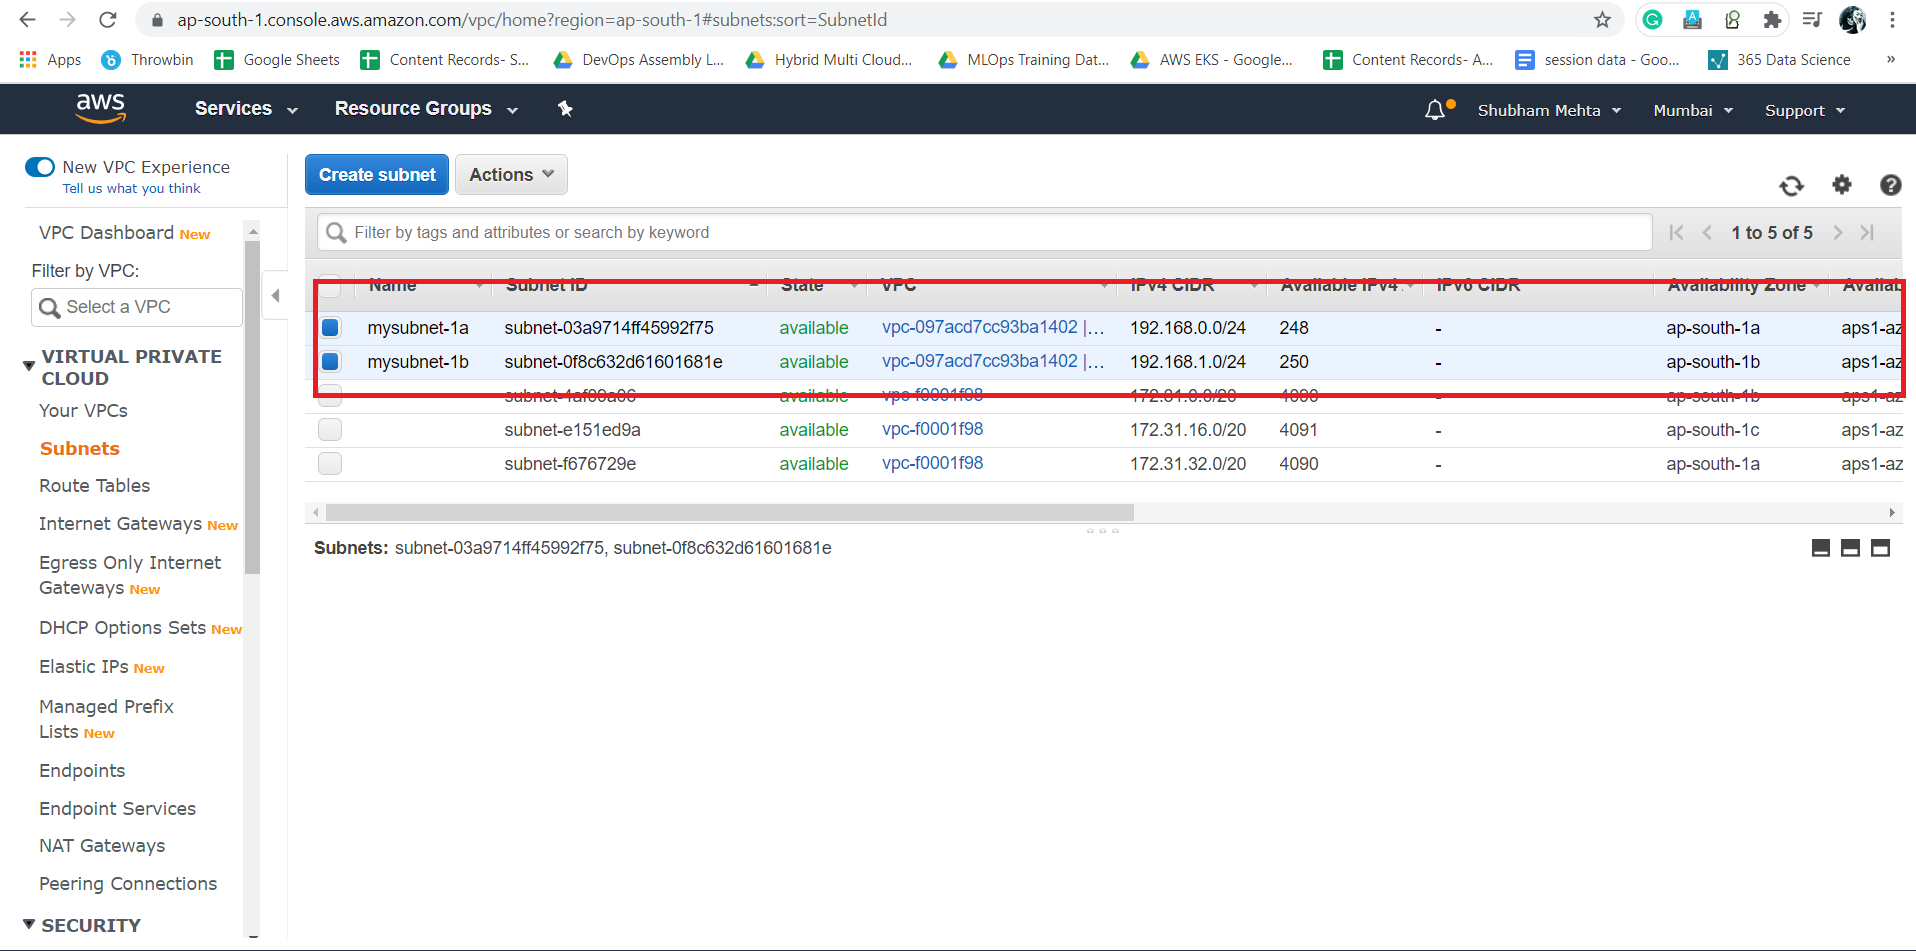 ap-south-1.console.aws.amazon.com/vpc/home?region=ap-south-1#subnets:sort=SubnetId
Apps Throwbin Google Sheets Content Records- S... DevOps Assembly L... Hybrid Multi Cloud... MLOps Training Dat... AWS EKS - Google... Content Records- A... session data - Goo... 365 Data Science »
aws Services Resource Groups Shubham Mehta Mumbai Support
New VPC Experience
Tell us what you think
Create subnet Actions
VPC Dashboard New
Filter by VPC:
Select a VPC
VIRTUAL PRIVATE
CLOUD
Your VPCs
Subnets
Route Tables
Internet Gateways New
Egress Only Internet
Gateways New
DHCP Options Sets New
Elastic IPs New
Managed Prefix
Lists New
Endpoints
Endpoint Services
NAT Gateways
Peering Connections
SECURITY
Filter by tags and attributes or search by keyword 1 to 5 of 5
Name Subnet ID State VPC IPv4 CIDR Available IPv4 IPv6 CIDR Availability Zone Availab
mysubnet-1a subnet-03a9714ff45992f75 available vpc-097acd7cc93ba1402 |... 192.168.0.0/24 248 - ap-south-1a aps1-az
mysubnet-1b subnet-0f8c632d61601681e available vpc-097acd7cc93ba1402 |... 192.168.1.0/24 250 - ap-south-1b aps1-az
available vpc-f0001f98 172.31.0.0/20 4090 ap-south-1b aps1-az
subnet-e151ed9a available vpc-f0001f98 172.31.16.0/20 4091 - ap-south-1c aps1-az
subnet-f676729e available vpc-f0001f98 172.31.32.0/20 4090 - ap-south-1a aps1-az
Subnets: subnet-03a9714ff45992f75, subnet-0f8c632d61601681e